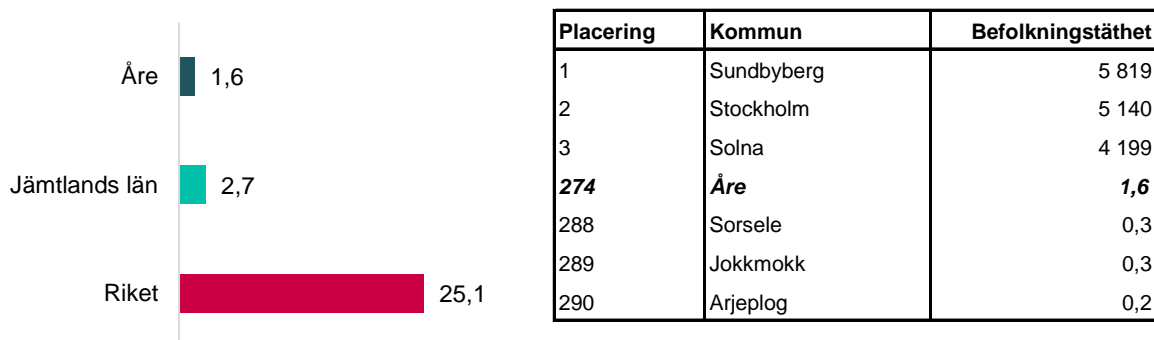 Åre 1,6
Jämtlands län 2,7
Riket 25,1
Placering Kommun Befolkningstäthet
1 Sundbyberg 5 819
2 Stockholm 5 140
3 Solna 4 199
274 Åre 1,6
288 Sorsele 0,3
289 Jokkmokk 0,3
290 Arjeplog 0,2